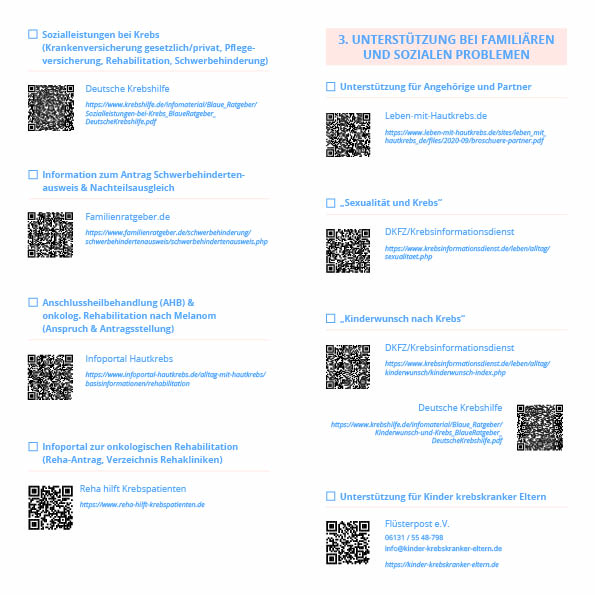 Sozialleistungen bei Krebs
(Krankenversicherung gesetzlich/privat, Pflege-
versicherung, Rehabilitation, Schwerbehinderung)
Deutsche Krebshilfe
https://www.krebshilfe.de/infomaterial/Blaue_Ratgeber/
Sozialleistungen-bei-Krebs_BlaueRatgeber_
DeutscheKrebshilfe.pdf
Information zum Antrag Schwerbehinderten-
ausweis & Nachteilsausgleich
Familienratgeber.de
https://www.familienratgeber.de/schwerbehinderung/
schwerbehindertenausweis/schwerbehindertenausweis.php
Anschlussheilbehandlung (AHB) &
onkolog. Rehabilitation nach Melanom
(Anspruch & Antragsstellung)
Infoportal Hautkrebs
https://www.infoportal-hautkrebs.de/alltag-mit-hautkrebs/
basisinformationen/rehabilitation
Infoportal zur onkologischen Rehabilitation
(Reha-Antrag, Verzeichnis Rehakliniken)
Reha hilft Krebspatienten
https://www.reha-hilft-krebspatienten.de
3. UNTERSTÜTZUNG BEI FAMILIÄREN
UND SOZIALEN PROBLEMEN
Unterstützung für Angehörige und Partner
Leben-mit-Hautkrebs.de
https://www.leben-mit-hautkrebs.de/sites/leben_mit_
hautkrebs_de/files/2020-09/broschuere-partner.pdf
„Sexualität und Krebs“
DKFZ/Krebsinformationsdienst
https://www.krebsinformationsdienst.de/leben/alltag/
sexualitaet.php
„Kinderwunsch nach Krebs“
DKFZ/Krebsinformationsdienst
https://www.krebsinformationsdienst.de/leben/alltag/
kinderwunsch/kinderwunsch-index.php
Deutsche Krebshilfe
https://www.krebshilfe.de/infomaterial/Blaue_Ratgeber/
Kinderwunsch-und-Krebs_BlaueRatgeber_
DeutscheKrebshilfe.pdf
Unterstützung für Kinder krebskranker Eltern
Flüsterpost e.V.
06131 / 55 48-798
info@kinder-krebskranker-eltern.de
https://kinder-krebskranker-eltern.de